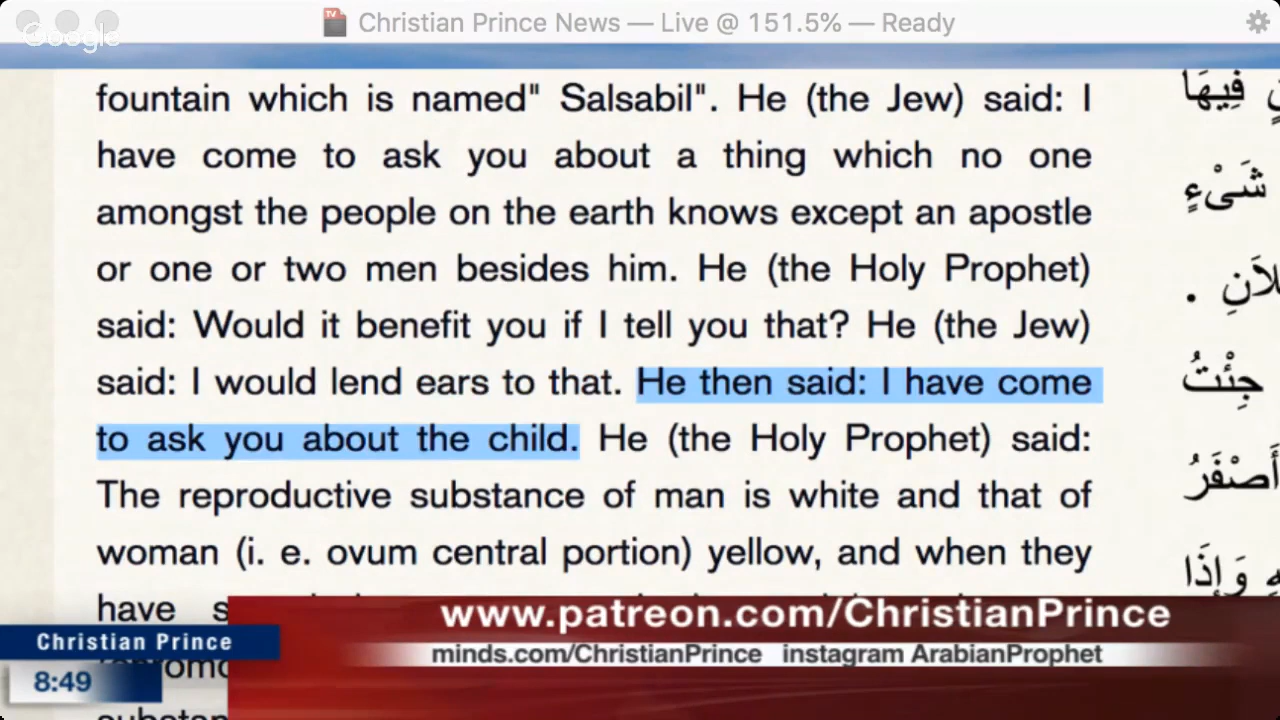 Christian Prince News — Live @ 151.5% — Ready
Google
fountain which is named" Salsabil". He (the Jew) said: I
have come to ask you about a thing which no one
amongst the people on the earth knows except an apostle
or one or two men besides him. He (the Holy Prophet)
said: Would it benefit you if I tell you that? He (the Jew)
said: I would lend ears to that. He then said: I have come
to ask you about the child. He (the Holy Prophet) said:
The reproductive substance of man is white and that of
woman (i. e. ovum central portion) yellow, and when they
have
فِيهَا
شَىْءٍ
جِئْتُ
أَصْفَرُ
وَإِذَا
www.patreon.com/ChristianPrince
Christian Prince
minds.com/ChristianPrince instagram ArabianProphet
8:49